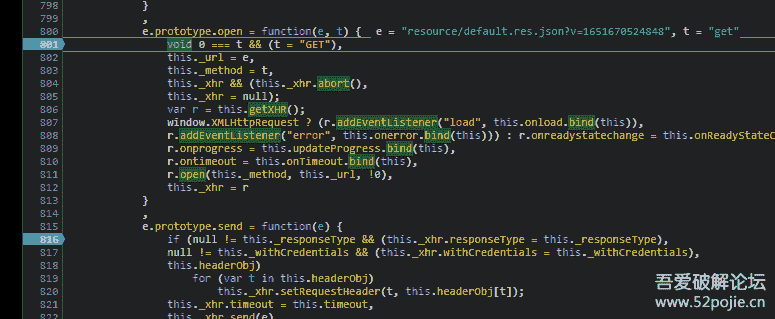 798 }
799 ,
800 e.prototype.open = function(e, t) { e = "resource/default.res.json?v=1651670524848", t = "get"
801 void 0 === t && (t = "GET"),
802 this._url = e,
803 this._method = t,
804 this._xhr && (this._xhr.abort(),
805 this._xhr = null);
806 var r = this.getXHR();
807 window.XMLHttpRequest ? (r.addEventListener("load", this.onload.bind(this)),
808 r.addEventListener("error", this.onerror.bind(this))) : r.onreadystatechange = this.onReadyStateC
809 r.onprogress = this.updateProgress.bind(this),
810 r.ontimeout = this.onTimeout.bind(this),
811 r.open(this._method, this._url, !0),
812 this._xhr = r
813 }
814 ,
815 e.prototype.send = function(e) {
816 if (null != this._responseType && (this._xhr.responseType = this._responseType),
817 null != this._withCredentials && (this._xhr.withCredentials = this._withCredentials),
818 this.headerObj)
819 for (var t in this.headerObj)
820 this._xhr.setRequestHeader(t, this.headerObj[t]);
821 this._xhr.timeout = this.timeout,
822 this._xhr.send(e)
吾爱破解论坛
www.52pojie.cn